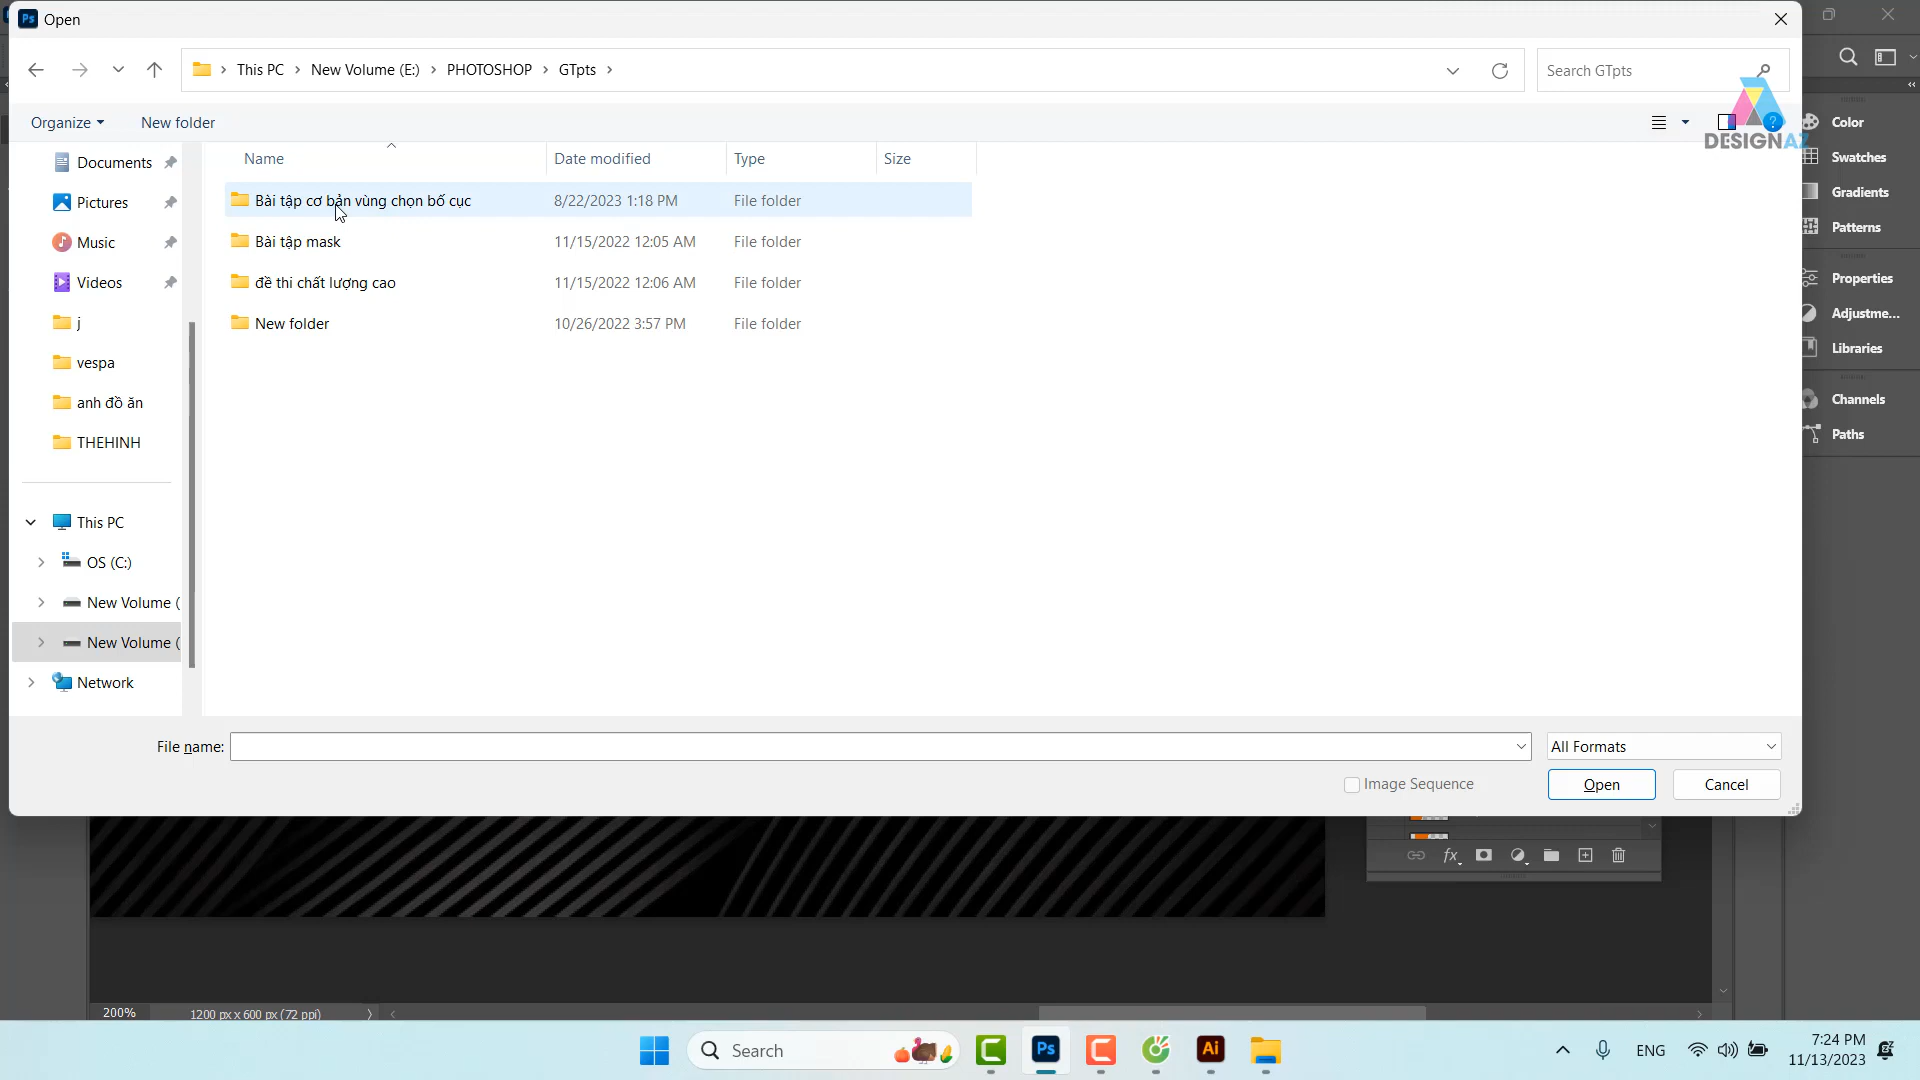 Ps Open
This PC > New Volume (E:) > PHOTOSHOP > GTpts >
Search GTpts
Organize
New folder
?
DESIGNAZ
Name
Date modified
Type
Size
Documents
Pictures
Music
Videos
j
vespa
anh đồ ăn
THEHINH
This PC
OS (C:)
New Volume (
New Volume (
Network
Bài tập cơ bản vùng chọn bố cục 8/22/2023 1:18 PM File folder
Bài tập mask 11/15/2022 12:05 AM File folder
đề thi chất lượng cao 11/15/2022 12:06 AM File folder
New folder 10/26/2022 3:57 PM File folder
File name:
All Formats
Image Sequence
Open
Cancel
Color
Swatches
Gradients
Patterns
Properties
Adjustme...
Libraries
Channels
Paths
fx
200%
1200 px x 600 px (72 ppi)
Search
Ps
Ai
ENG
7:24 PM
11/13/2023